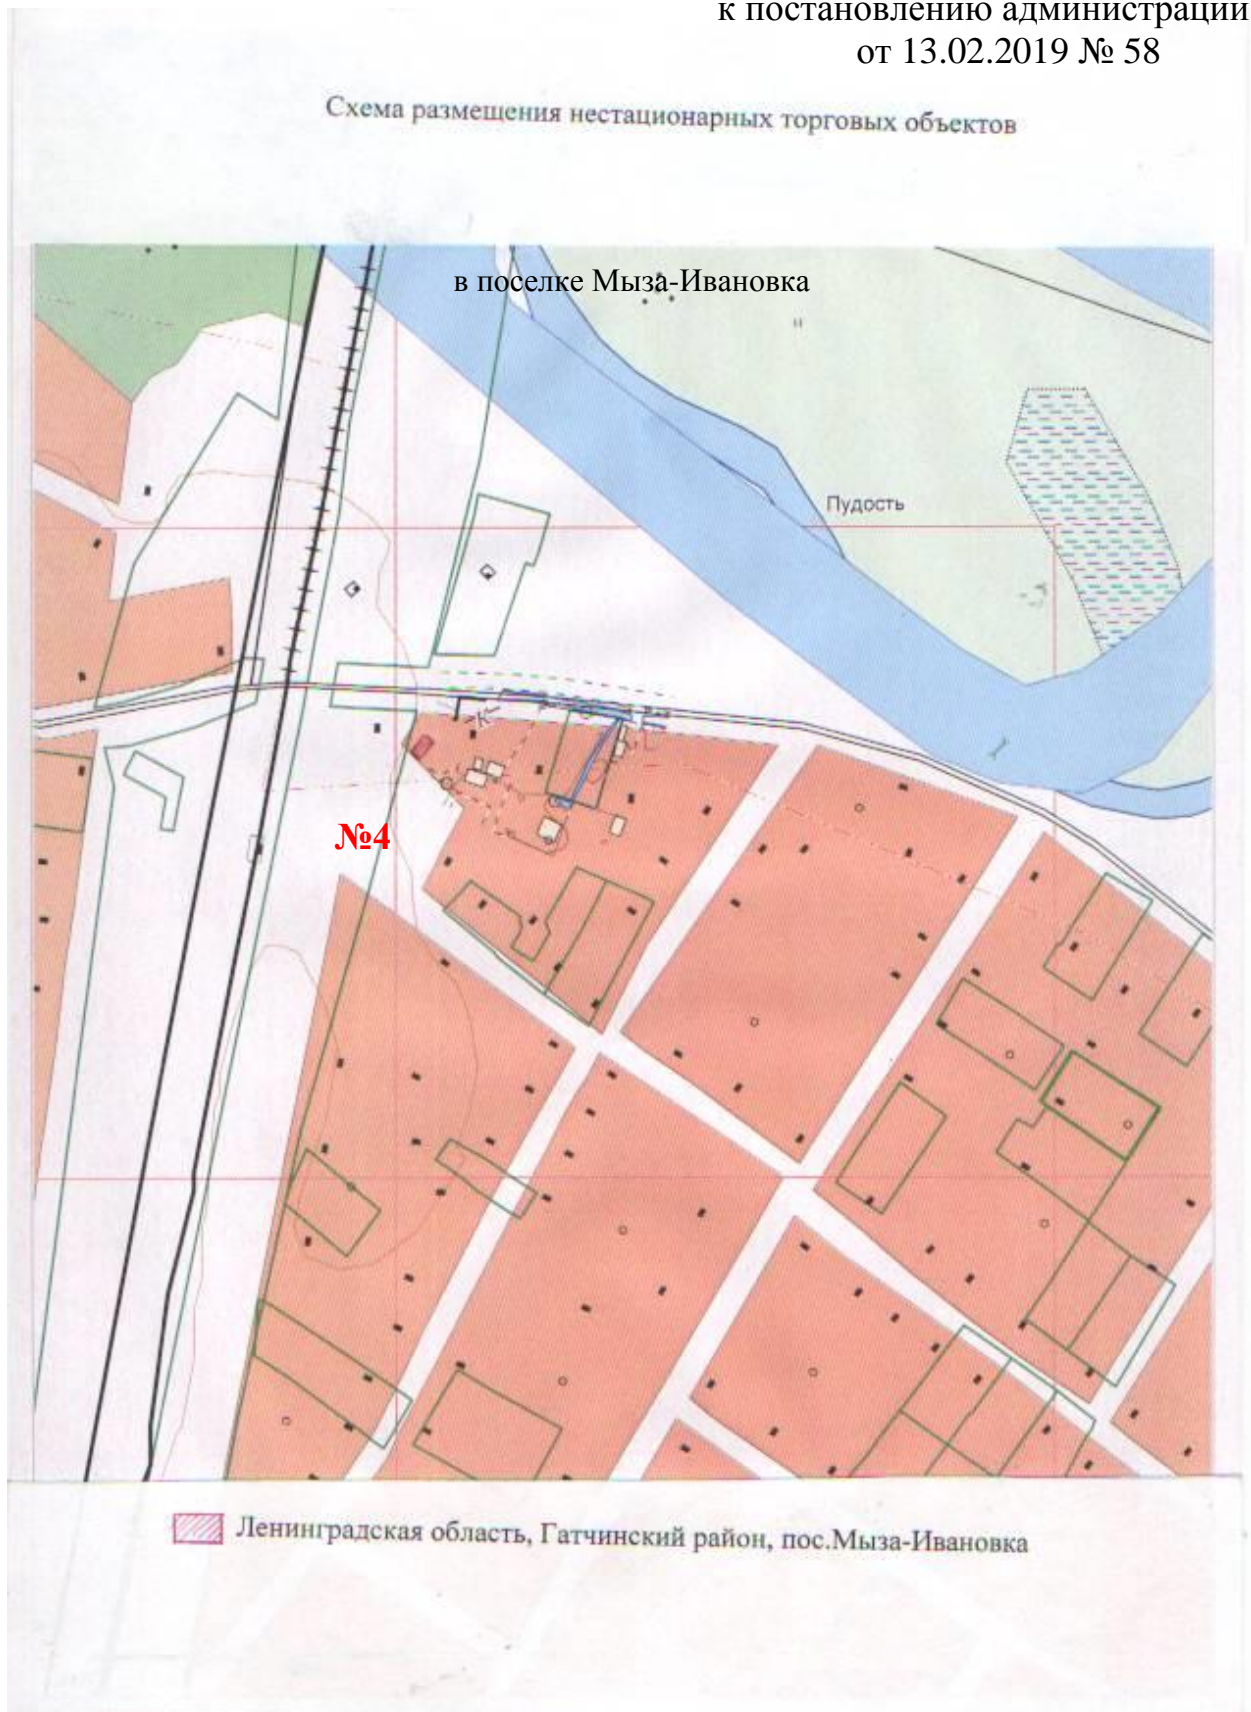 к постановлению администрации
от 13.02.2019 № 58
Схема размещения нестационарных торговых объектов
в поселке Мыза-Ивановка
Пудость
К
№4
Ленинградская область, Гатчинский район, пос.Мыза-Ивановка